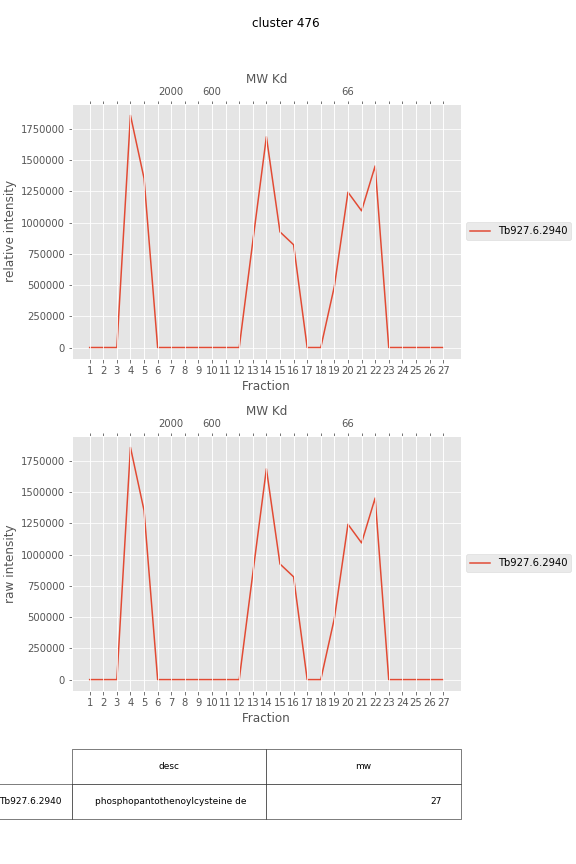 cluster 476
MW Kd
2000 600 66
1750000
1500000
1250000
1000000
750000
500000
250000
0
relative intensity
Tb927.6.2940
1 2 3 4 5 6 7 8 9 10 11 12 13 14 15 16 17 18 19 20 21 22 23 24 25 26 27
Fraction
MW Kd
2000 600 66
1750000
1500000
1250000
1000000
750000
500000
250000
0
raw intensity
Tb927.6.2940
1 2 3 4 5 6 7 8 9 10 11 12 13 14 15 16 17 18 19 20 21 22 23 24 25 26 27
Fraction
desc mw
Tb927.6.2940 phosphopantothenoylcysteine de 27